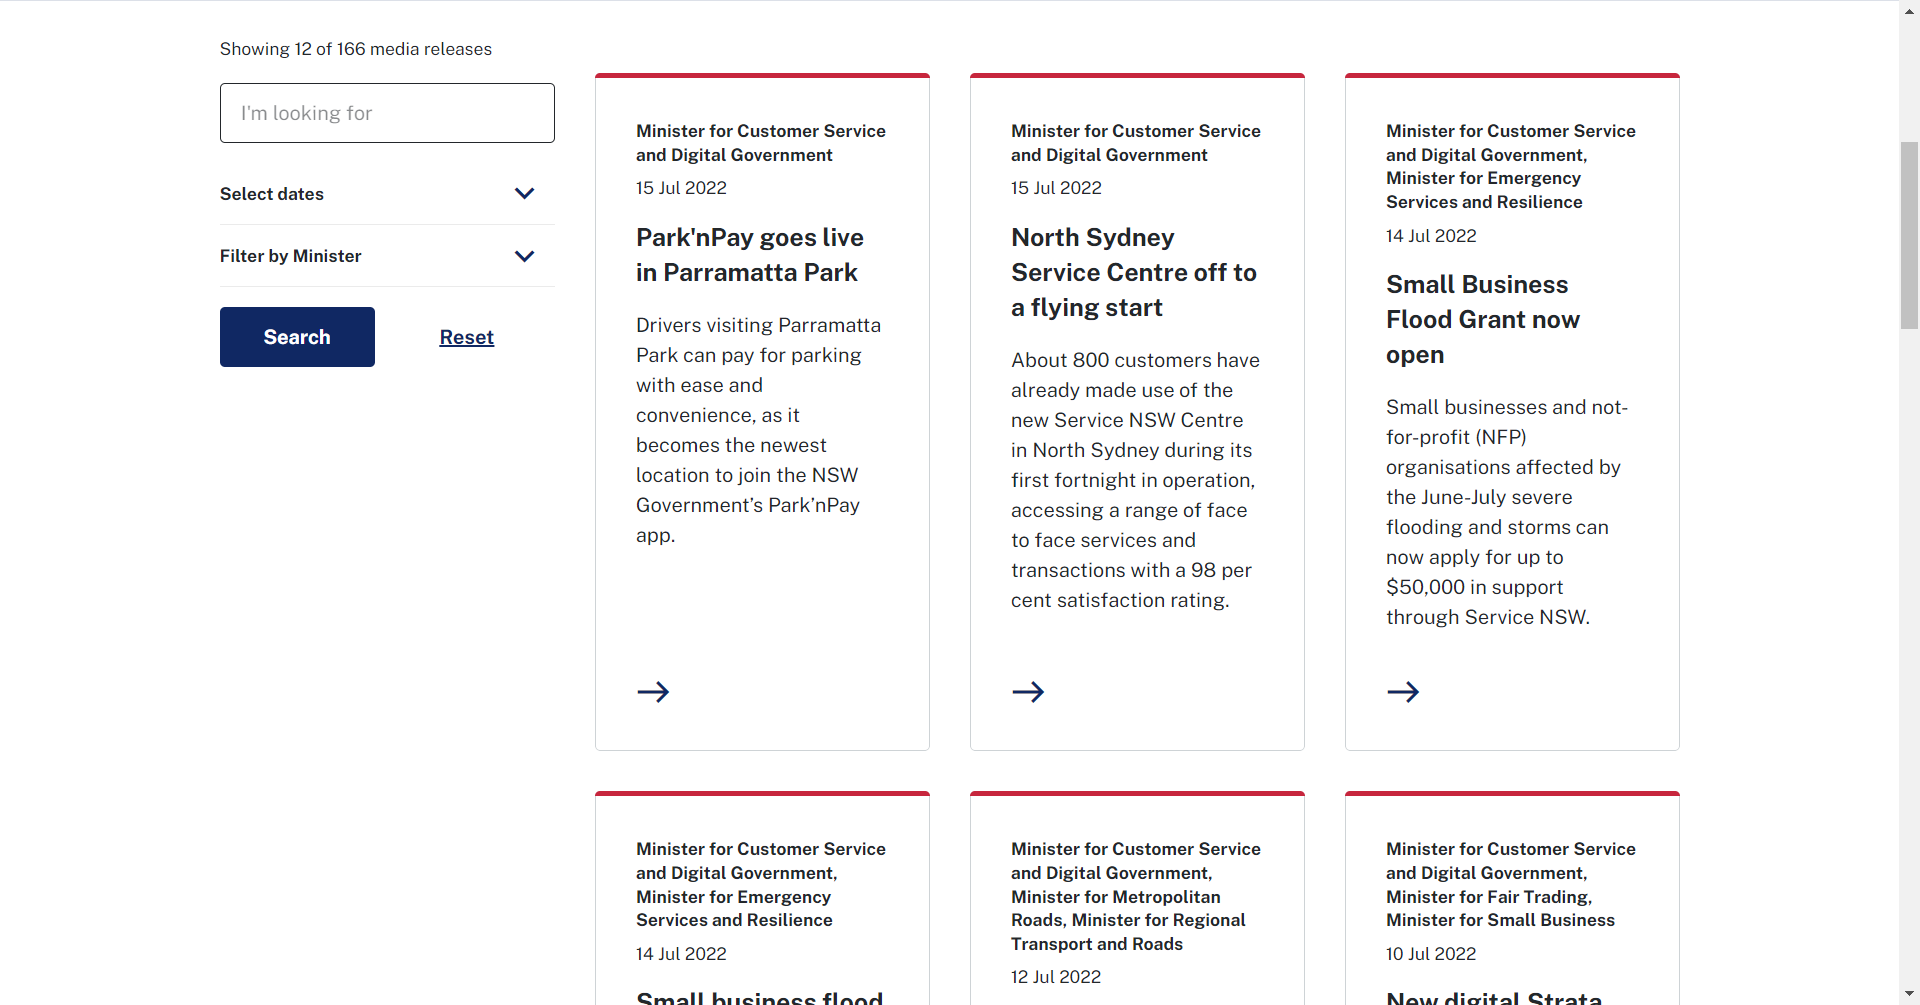 Showing 12 of 166 media releases
I'm looking for
Select dates
Filter by Minister
Search
Reset
Minister for Customer Service
and Digital Government
15 Jul 2022
Park'nPay goes live
in Parramatta Park
Drivers visiting Parramatta
Park can pay for parking
with ease and
convenience, as it
becomes the newest
location to join the NSW
Government’s Park’nPay
app.
Minister for Customer Service
and Digital Government
15 Jul 2022
North Sydney
Service Centre off to
a flying start
About 800 customers have
already made use of the
new Service NSW Centre
in North Sydney during its
first fortnight in operation,
accessing a range of face
to face services and
transactions with a 98 per
cent satisfaction rating.
Minister for Customer Service
and Digital Government,
Minister for Emergency
Services and Resilience
14 Jul 2022
Small Business
Flood Grant now
open
Small businesses and not-
for-profit (NFP)
organisations affected by
the June-July severe
flooding and storms can
now apply for up to
$50,000 in support
through Service NSW.
Minister for Customer Service
and Digital Government,
Minister for Emergency
Services and Resilience
14 Jul 2022
Small business flood
Minister for Customer Service
and Digital Government,
Minister for Metropolitan
Roads, Minister for Regional
Transport and Roads
12 Jul 2022
Minister for Customer Service
and Digital Government,
Minister for Fair Trading,
Minister for Small Business
10 Jul 2022
New digital Strata